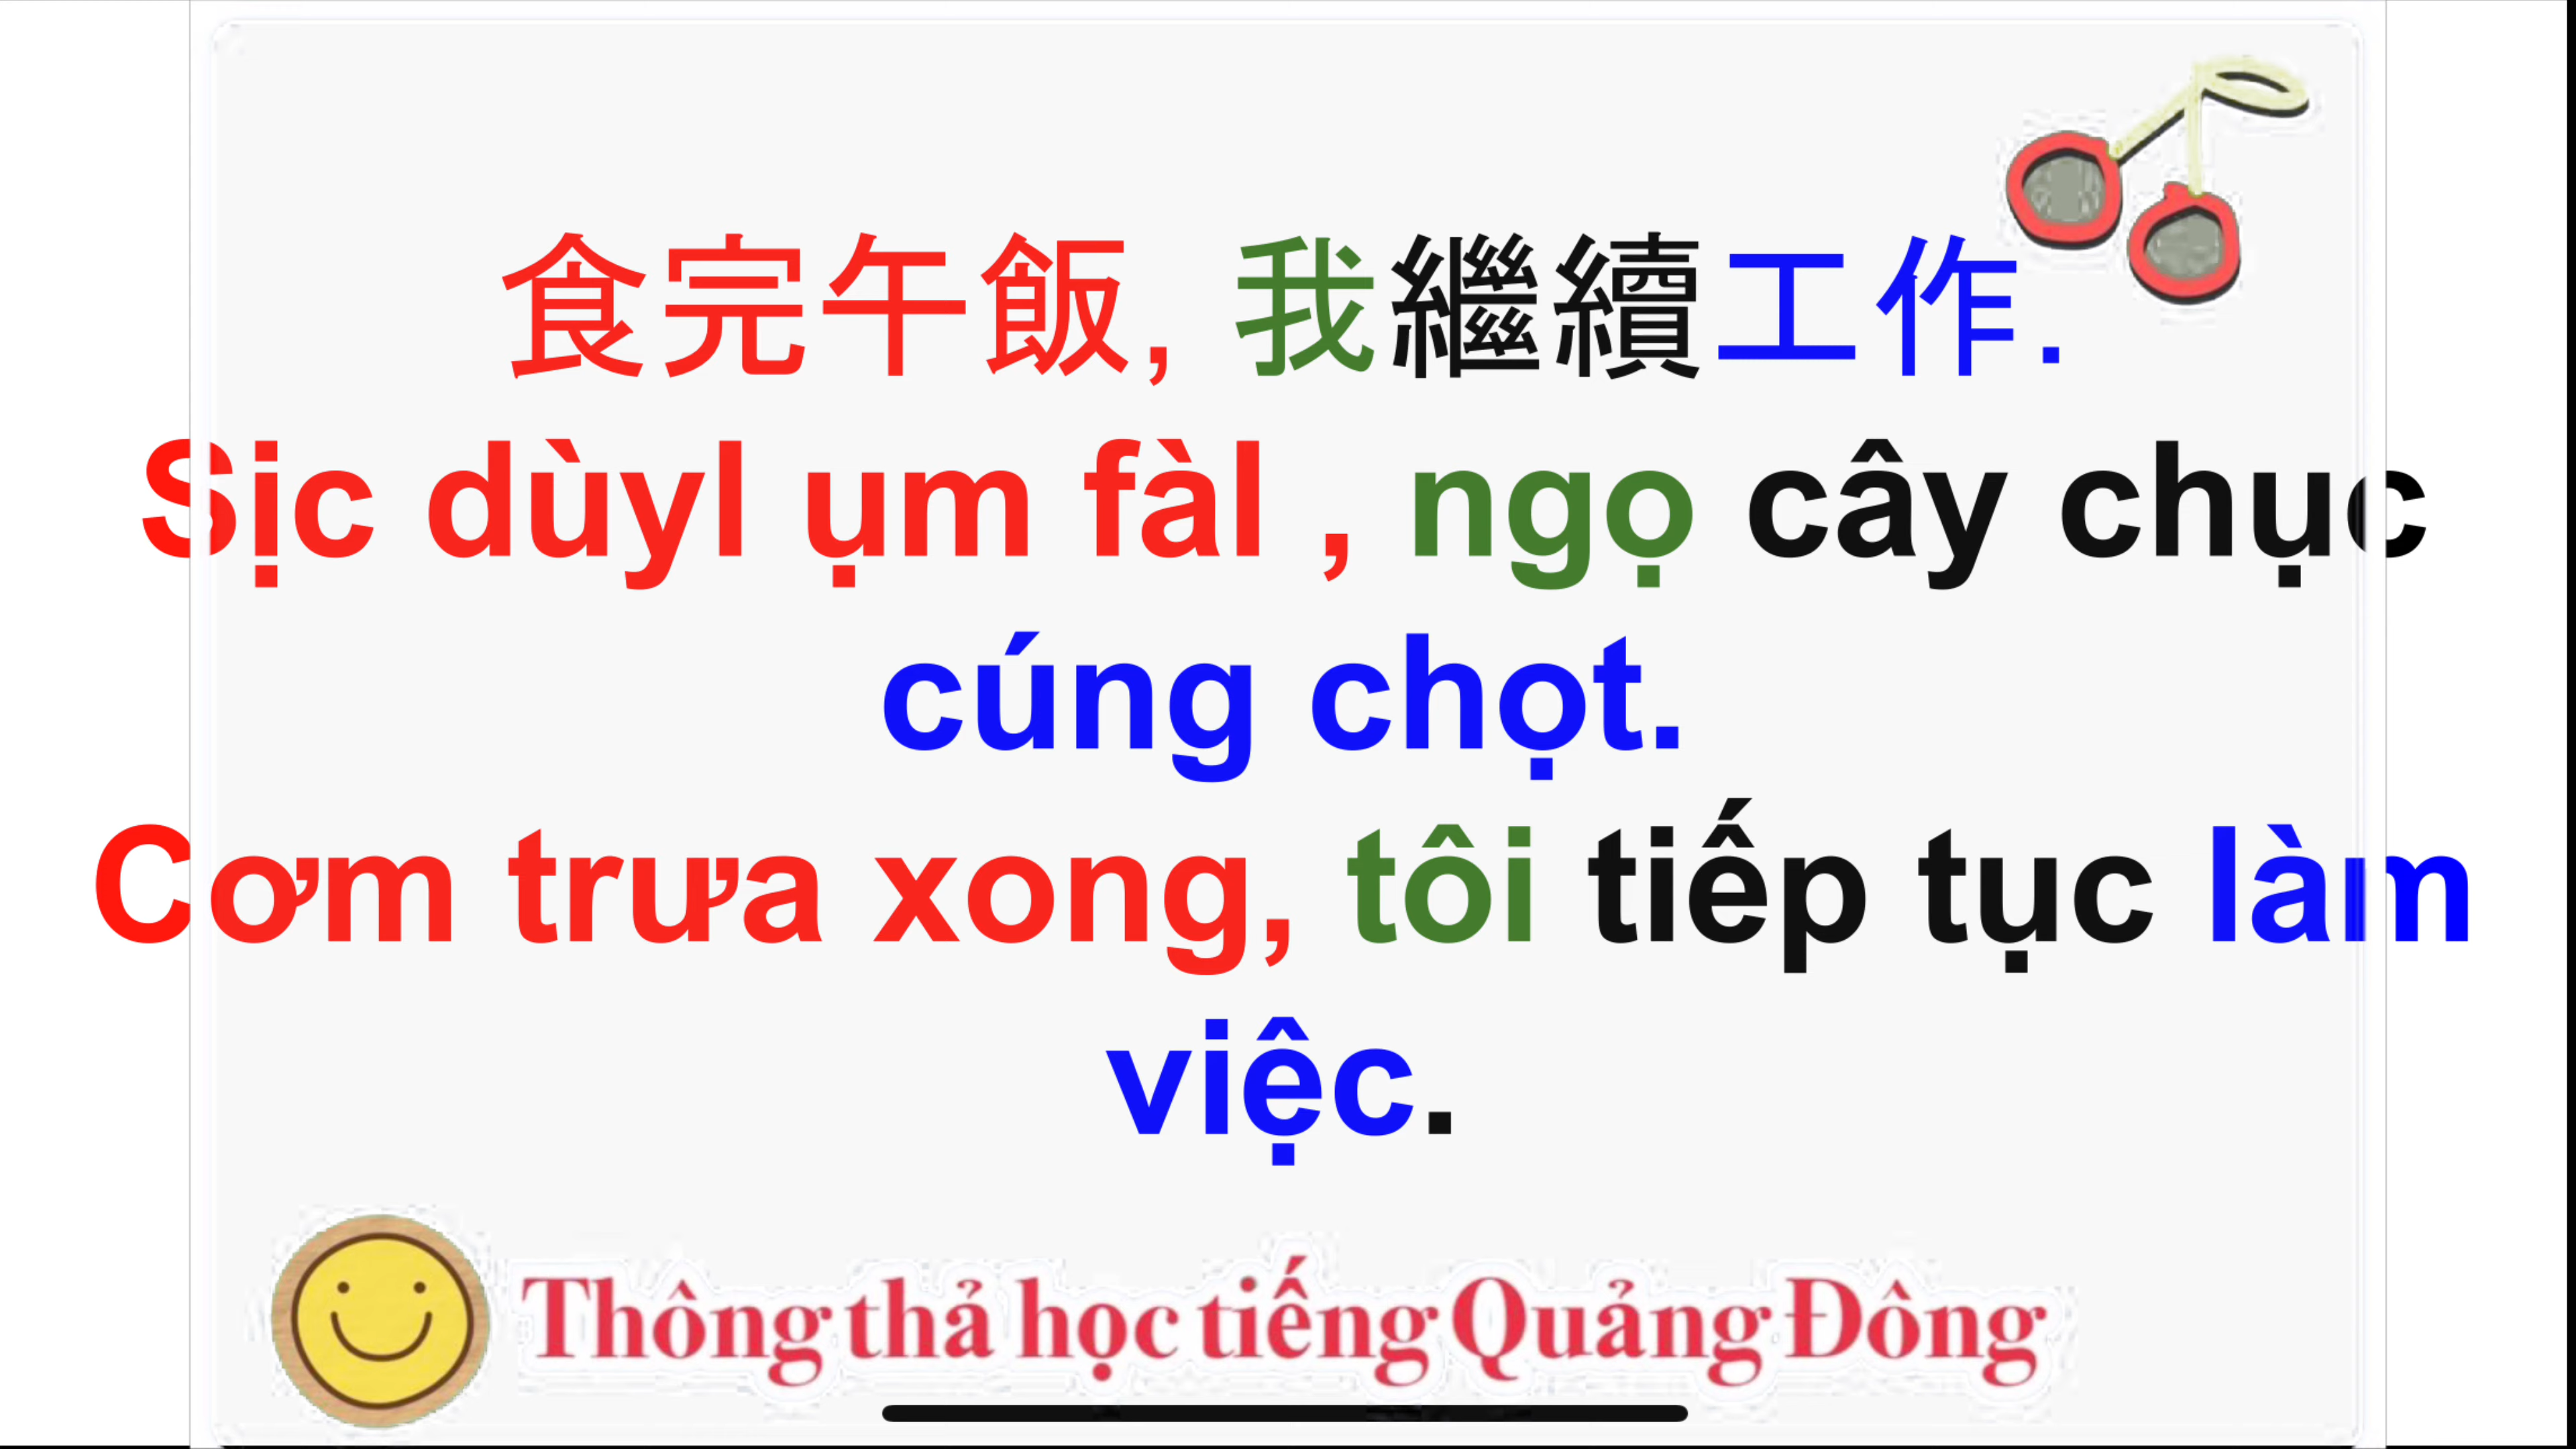 食完午飯, 我繼續工作.
Sịc dùyl ụm fàl , ngọ cây chục
cúng chọt.
Cơm trưa xong, tôi tiếp tục làm
việc.
Thông thả học tiếng Quảng Đông